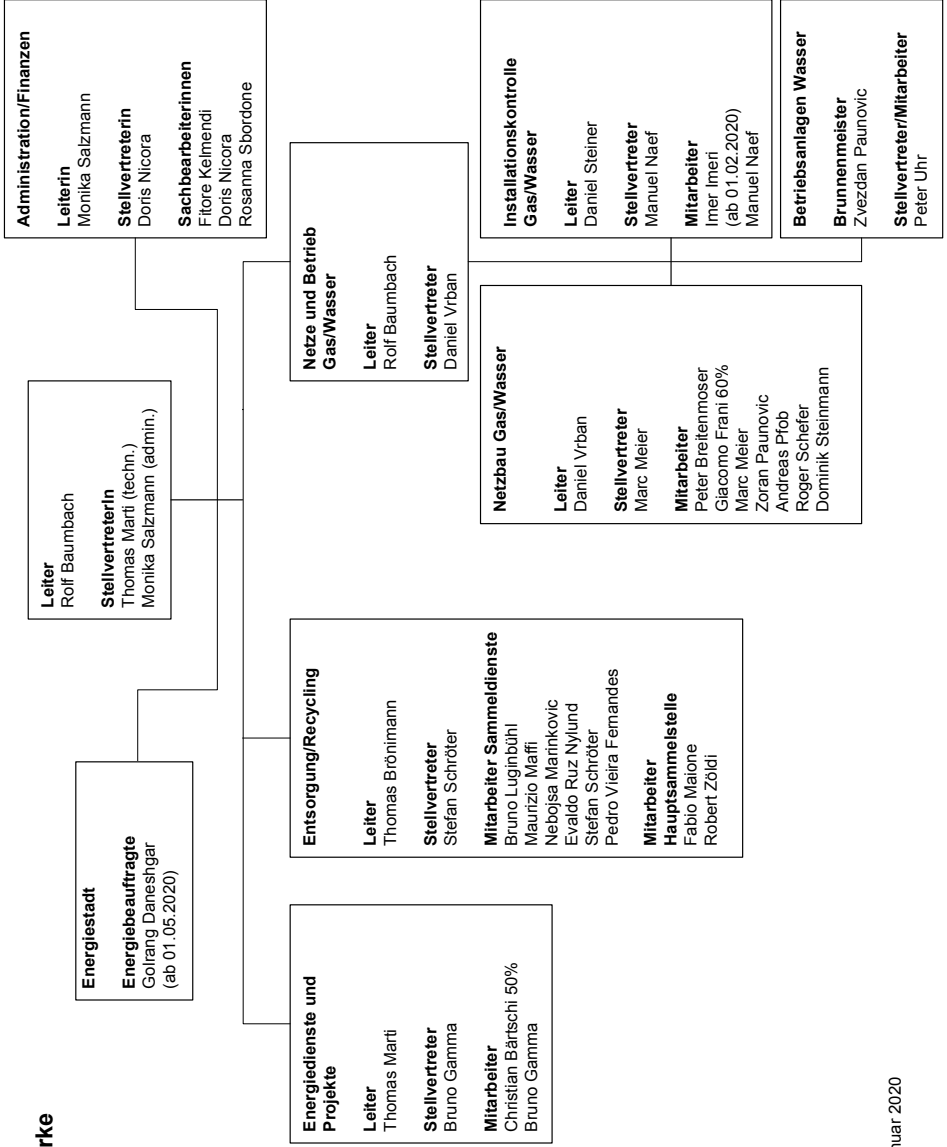 rke
Leiter
Rolf Baumbach
StellvertreterIn
Thomas Marti (techn.)
Monika Salzmann (admin.)
Energiestadt
Energiebeauftragte
Golrang Daneshgar
(ab 01.05.2020)
Administration/Finanzen
Leiterin
Monika Salzmann
Stellvertreterin
Doris Nicora
Sachbearbeiterinnen
Fitore Kelmendi
Doris Nicora
Rosanna Sbordone
Energiedienste und
Projekte
Leiter
Thomas Marti
Stellvertreter
Bruno Gamma
Mitarbeiter
Christian Bärtschi 50%
Bruno Gamma
Entsorgung/Recycling
Leiter
Thomas Brönimann
Stellvertreter
Stefan Schröter
Mitarbeiter Sammeldienste
Bruno Luginbühl
Maurizio Maffi
Nebojsa Marinkovic
Evaldo Ruz Nylund
Stefan Schröter
Pedro Vieira Fernandes
Mitarbeiter
Hauptsammelstelle
Fabio Maione
Robert Zöldi
Netze und Betrieb
Gas/Wasser
Leiter
Rolf Baumbach
Stellvertreter
Daniel Vrban
Netzbau Gas/Wasser
Leiter
Daniel Vrban
Stellvertreter
Marc Meier
Mitarbeiter
Peter Breitenmoser
Giacomo Frani 60%
Marc Meier
Zoran Paunovic
Andreas Pfob
Roger Schefer
Dominik Steinmann
Installationskontrolle
Gas/Wasser
Leiter
Daniel Steiner
Stellvertreter
Manuel Naef
Mitarbeiter
Imer Imeri
(ab 01.02.2020)
Manuel Naef
Betriebsanlagen Wasser
Brunnenmeister
Zvezdan Paunovic
Stellvertreter/Mitarbeiter
Peter Uhr
nuar 2020